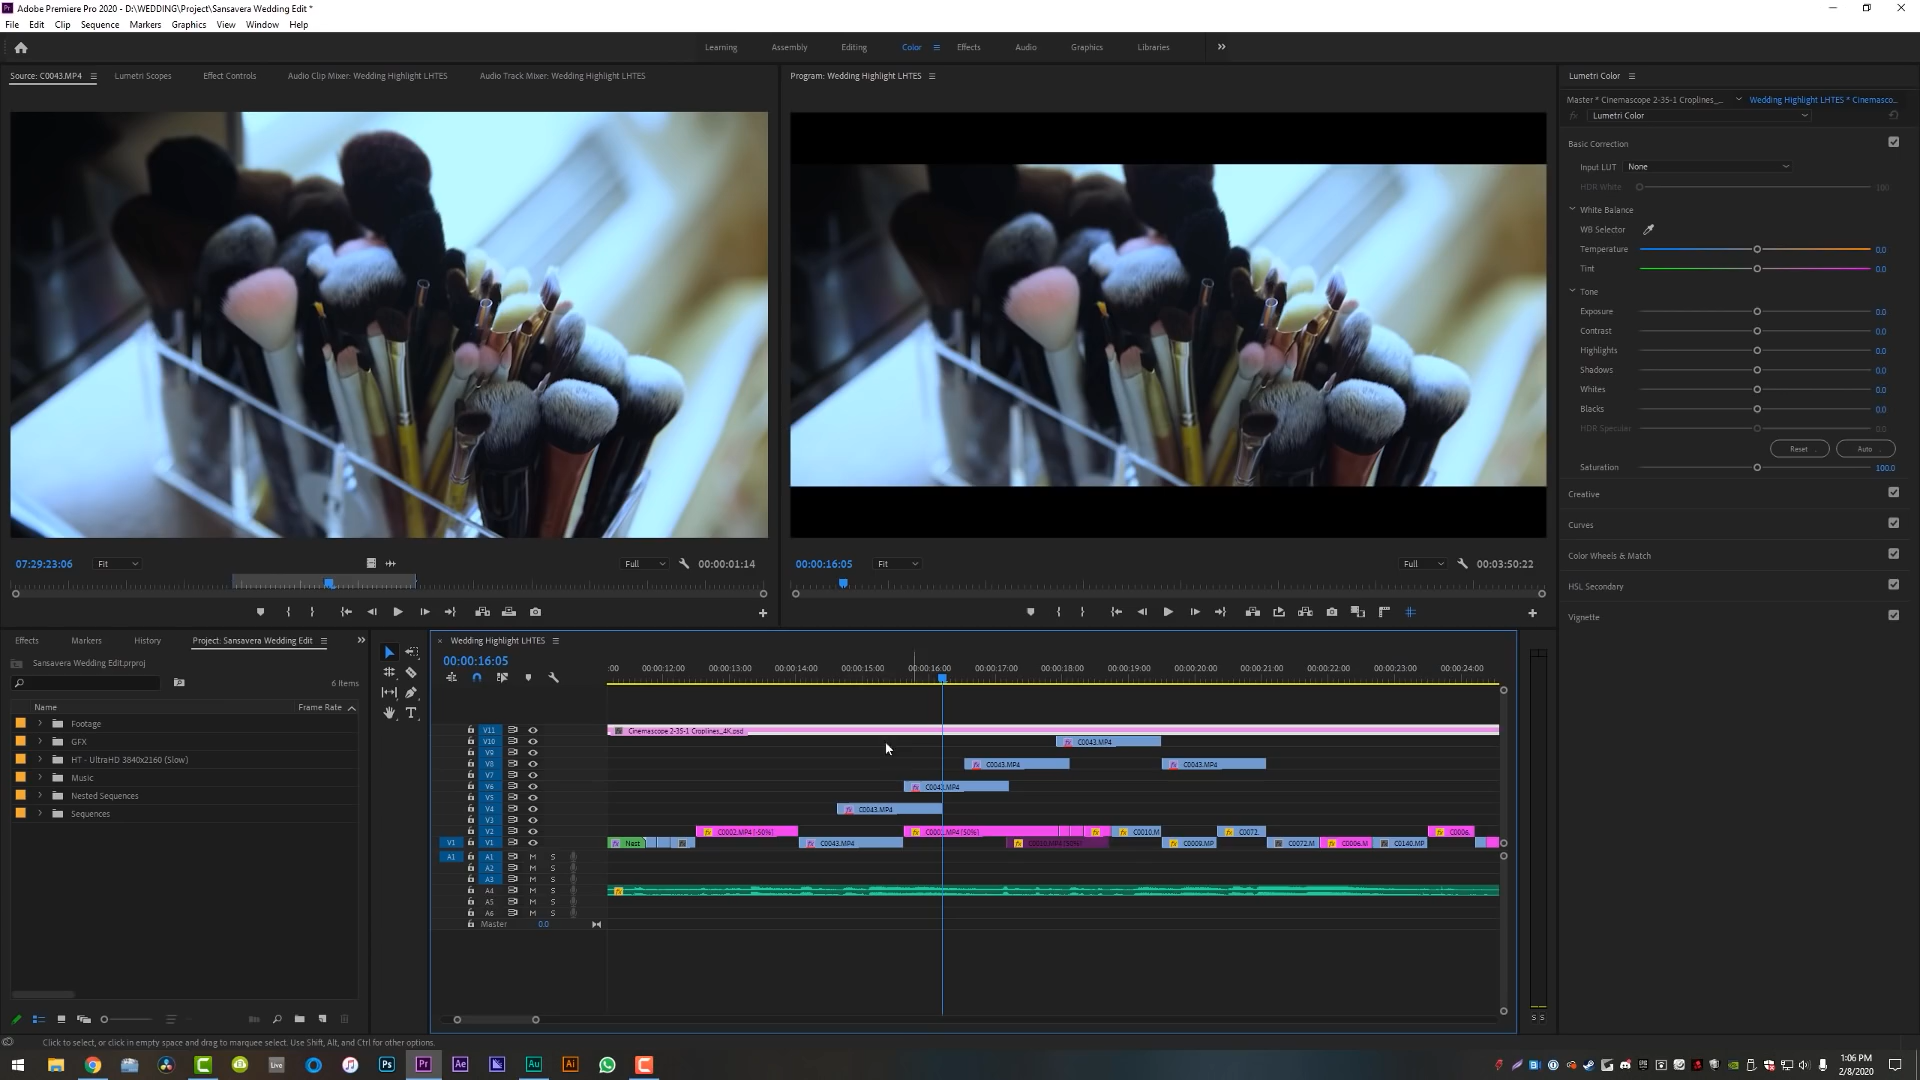 Adobe Premiere Pro 2020 - D:\WEDDING\Project\Sansavera Wedding Edit *
File Edit Clip Sequence Markers Graphics View Window Help
Learning Assembly Editing Color Effects Audio Graphics Libraries
Source: C0043.MP4 Lumetri Scopes Effect Controls Audio Clip Mixer: Wedding Highlight LHTES Audio Track Mixer: Wedding Highlight LHTES
Program: Wedding Highlight LHTES
Lumetri Color
Master * Cinemascope 2-35-1 Croplines_... Wedding Highlight LHTES * Cinemasco...
fx Lumetri Color
Basic Correction
Input LUT None
HDR White 100
White Balance
WB Selector
Temperature 0.0
Tint 0.0
Tone
Exposure 0.0
Contrast 0.0
Highlights 0.0
Shadows 0.0
Whites 0.0
Blacks 0.0
HDR Specular 0.0
Reset Auto
Saturation 100.0
Creative
Curves
Color Wheels & Match
HSL Secondary
Vignette
07:29:23:06 Fit Full 00:00:01:14
00:00:16:05 Fit Full 00:03:50:22
Effects Markers History Project: Sansavera Wedding Edit
Sansavera Wedding Edit.prproj
6 Items
Name Frame Rate
Footage
GFX
HT - UltraHD 3840x2160 (Slow)
Music
Nested Sequences
Sequences
Wedding Highlight LHTES
00:00:16:05
:00 00:00:12:00 00:00:13:00 00:00:14:00 00:00:15:00 00:00:16:00 00:00:17:00 00:00:18:00 00:00:19:00 00:00:20:00 00:00:21:00 00:00:22:00 00:00:23:00 00:00:24:00
V11 Cinemascope 2-35-1 Croplines_4K.psd
V10 C0043.MP4
V9
V8 C0043.MP4 C0043.MP4
V7
V6 C0043.MP4
V5
V4 C0043.MP4
V3
V2 C0002.MP4 [-50%] MP4 [50%] C0010.M C0072. C0006.
V1 V1 Nest C0043.MP4 C0010.MP4 [50%] C0009.MP C0072.M C0006.M C0140.MP
A1 A1 M S
A2 M S
A3 M S
A4 M S
A5 M S
A6 M S
Master 0.0
S S
Click to select, or click in empty space and drag to marquee select. Use Shift, Alt, and Ctrl for other options.
Live Ps Pr Ae Au Ai
1:06 PM
2/8/2020